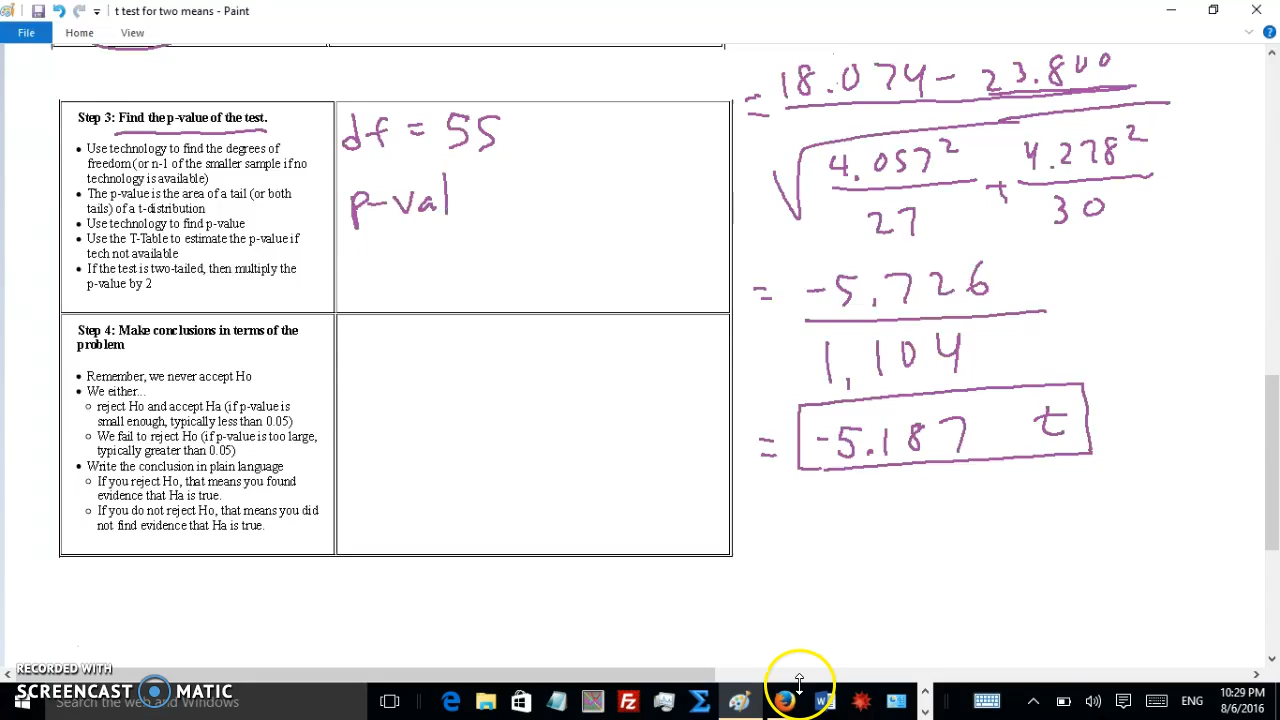 t test for two means - Paint
File Home View
Step 3: Find the p-value of the test.
Use technology to find the degrees of
freedom (or n-1 of the smaller sample if no
technology is available)
The p-value is the area of a tail (or both
tails) of a t-distribution
Use technology to find p-value
Use the T-Table to estimate the p-value if
tech not available
If the test is two-tailed, then multiply the
p-value by 2
df = 55
p-val
Step 4: Make conclusions in terms of the
problem
Remember, we never accept Ho
We either...
reject Ho and accept Ha (if p-value is
small enough, typically less than 0.05)
We fail to reject Ho (if p-value is too large,
typically greater than 0.05)
Write the conclusion in plain language
If you reject Ho, that means you found
evidence that Ha is true.
If you do not reject Ho, that means you did
not find evidence that Ha is true.
= 18.074 - 23.800
4.057² + 4.278²
27 30
= -5.726
1.104
= -5.187 t
RECORDED WITH
SCREENCAST MATIC
Search the web and Windows
ENG
10:29 PM
8/6/2016